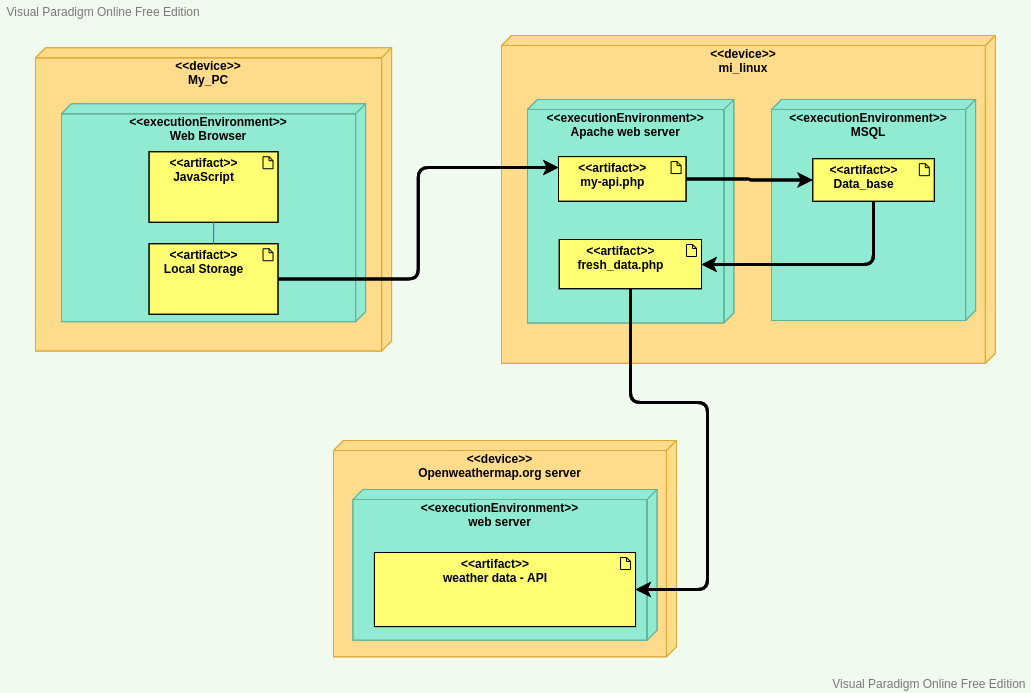 Visual Paradigm Online Free Edition
<<device>>
My_PC
<<executionEnvironment>>
Web Browser
<<artifact>>
JavaScript
<<artifact>>
Local Storage
<<device>>
mi_linux
<<executionEnvironment>>
Apache web server
<<artifact>>
my-api.php
<<artifact>>
fresh_data.php
<<executionEnvironment>>
MSQL
<<artifact>>
Data_base
<<device>>
Openweathermap.org server
<<executionEnvironment>>
web server
<<artifact>>
weather data - API
Visual Paradigm Online Free Edition